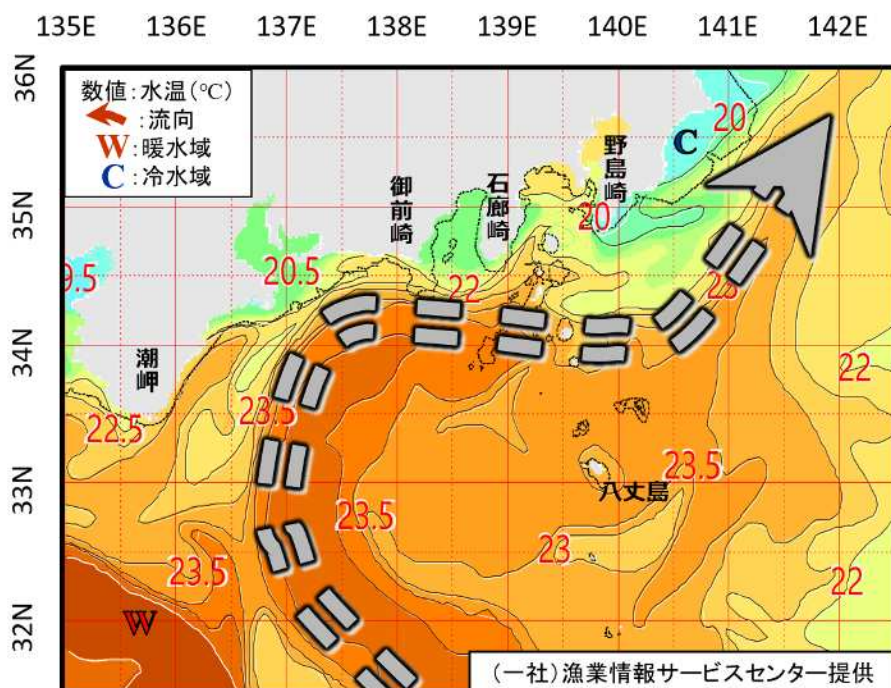 135E 136E 137E 138E 139E 140E 141E 142E
36N
35N
34N
33N
32N
数値:水温(℃)
:流向
W:暖水域
C:冷水域
C
20
野島崎
石廊崎
御前崎
20
9.5
20.5
22
23
潮岬
22
23.5
22.5
23.5
八丈島
23.5
23.5
23
22
W
(一社)漁業情報サービスセンター提供